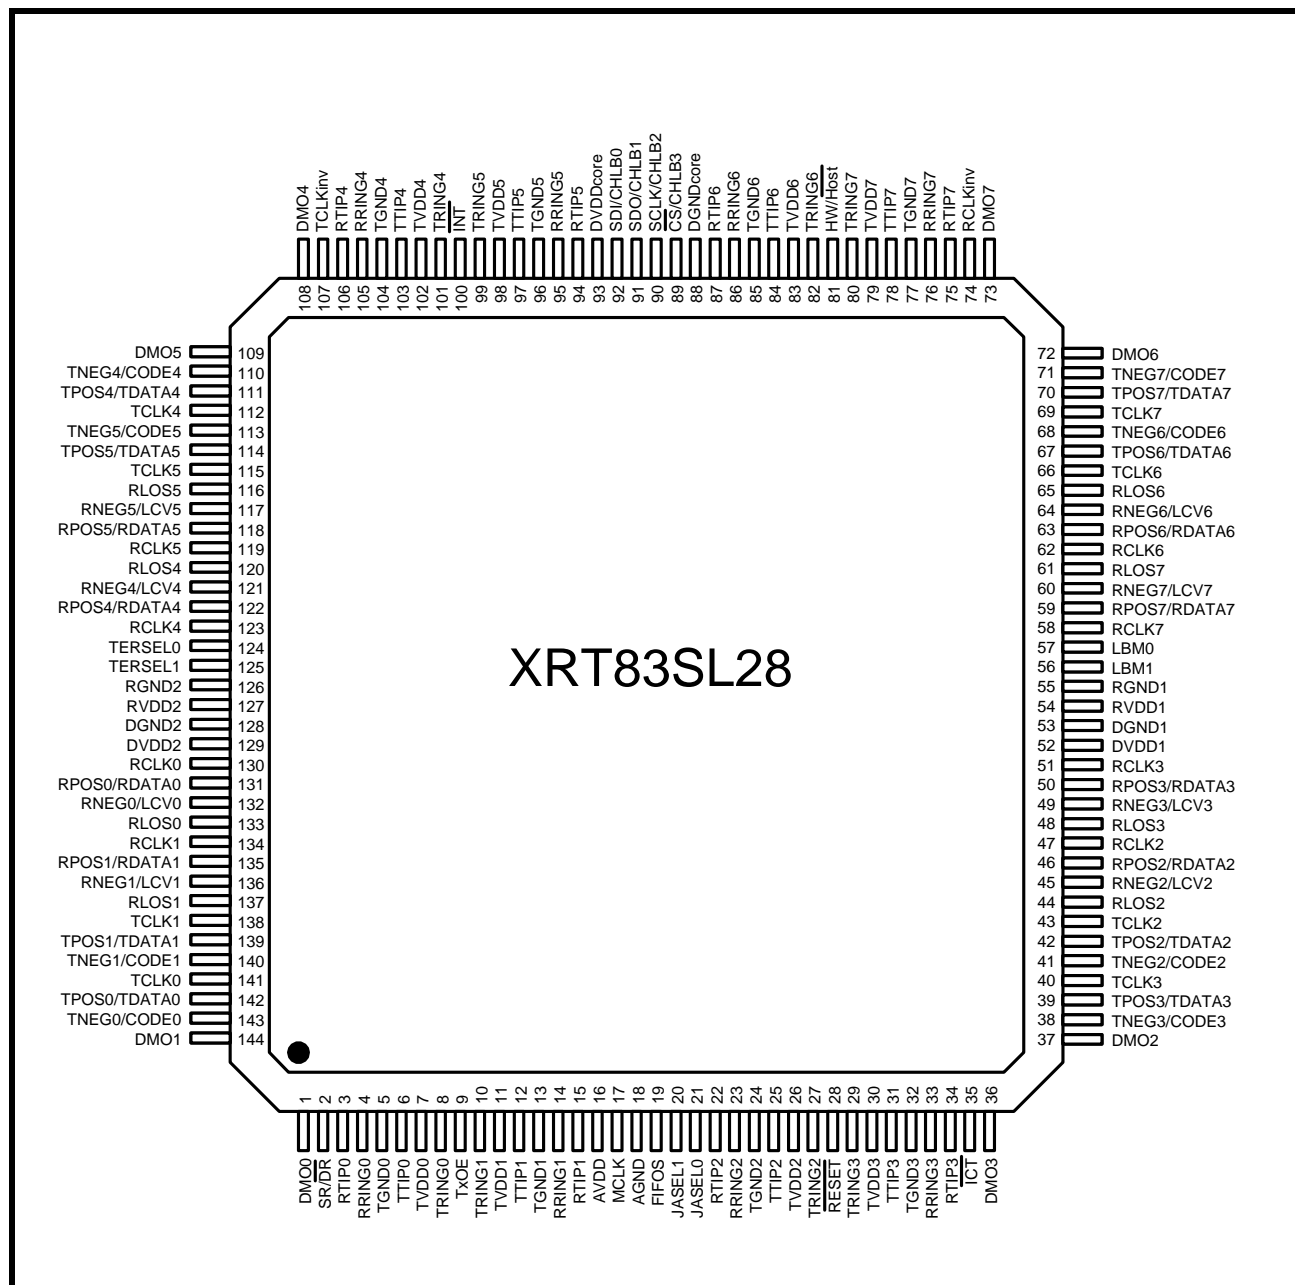 DMO4
TCLKinv
RTIP4
RRING4
TGND4
TTIP4
TVDD4
TRING4
INT
TRING5
TVDD5
TTIP5
TGND5
RRING5
RTIP5
DVDDcore
SDI/CHLB0
SDO/CHLB1
SCLK/CHLB2
CS/CHLB3
DGNDcore
RTIP6
RRING6
TGND6
TTIP6
TVDD6
TRING6
HW/Host
TRING7
TVDD7
TTIP7
TGND7
RRING7
RTIP7
RCLKinv
DMO7
108
107
106
105
104
103
102
101
100
99
98
97
96
95
94
93
92
91
90
89
88
87
86
85
84
83
82
81
80
79
78
77
76
75
74
73
DMO5 109
TNEG4/CODE4 110
TPOS4/TDATA4 111
TCLK4 112
TNEG5/CODE5 113
TPOS5/TDATA5 114
TCLK5 115
RLOS5 116
RNEG5/LCV5 117
RPOS5/RDATA5 118
RCLK5 119
RLOS4 120
RNEG4/LCV4 121
RPOS4/RDATA4 122
RCLK4 123
TERSEL0 124
TERSEL1 125
RGND2 126
RVDD2 127
DGND2 128
DVDD2 129
RCLK0 130
RPOS0/RDATA0 131
RNEG0/LCV0 132
RLOS0 133
RCLK1 134
RPOS1/RDATA1 135
RNEG1/LCV1 136
RLOS1 137
TCLK1 138
TPOS1/TDATA1 139
TNEG1/CODE1 140
TCLK0 141
TPOS0/TDATA0 142
TNEG0/CODE0 143
DMO1 144
XRT83SL28
72 DMO6
71 TNEG7/CODE7
70 TPOS7/TDATA7
69 TCLK7
68 TNEG6/CODE6
67 TPOS6/TDATA6
66 TCLK6
65 RLOS6
64 RNEG6/LCV6
63 RPOS6/RDATA6
62 RCLK6
61 RLOS7
60 RNEG7/LCV7
59 RPOS7/RDATA7
58 RCLK7
57 LBM0
56 LBM1
55 RGND1
54 RVDD1
53 DGND1
52 DVDD1
51 RCLK3
50 RPOS3/RDATA3
49 RNEG3/LCV3
48 RLOS3
47 RCLK2
46 RPOS2/RDATA2
45 RNEG2/LCV2
44 RLOS2
43 TCLK2
42 TPOS2/TDATA2
41 TNEG2/CODE2
40 TCLK3
39 TPOS3/TDATA3
38 TNEG3/CODE3
37 DMO2
1
2
3
4
5
6
7
8
9
10
11
12
13
14
15
16
17
18
19
20
21
22
23
24
25
26
27
28
29
30
31
32
33
34
35
36
DMO0
SR/DR
RTIP0
RRING0
TGND0
TTIP0
TVDD0
TRING0
TxOE
TRING1
TVDD1
TTIP1
TGND1
RRING1
RTIP1
AVDD
MCLK
AGND
FIFOS
JASEL1
JASEL0
RTIP2
RRING2
TGND2
TTIP2
TVDD2
TRING2
RESET
TRING3
TVDD3
TTIP3
TGND3
RRING3
RTIP3
ICT
DMO3